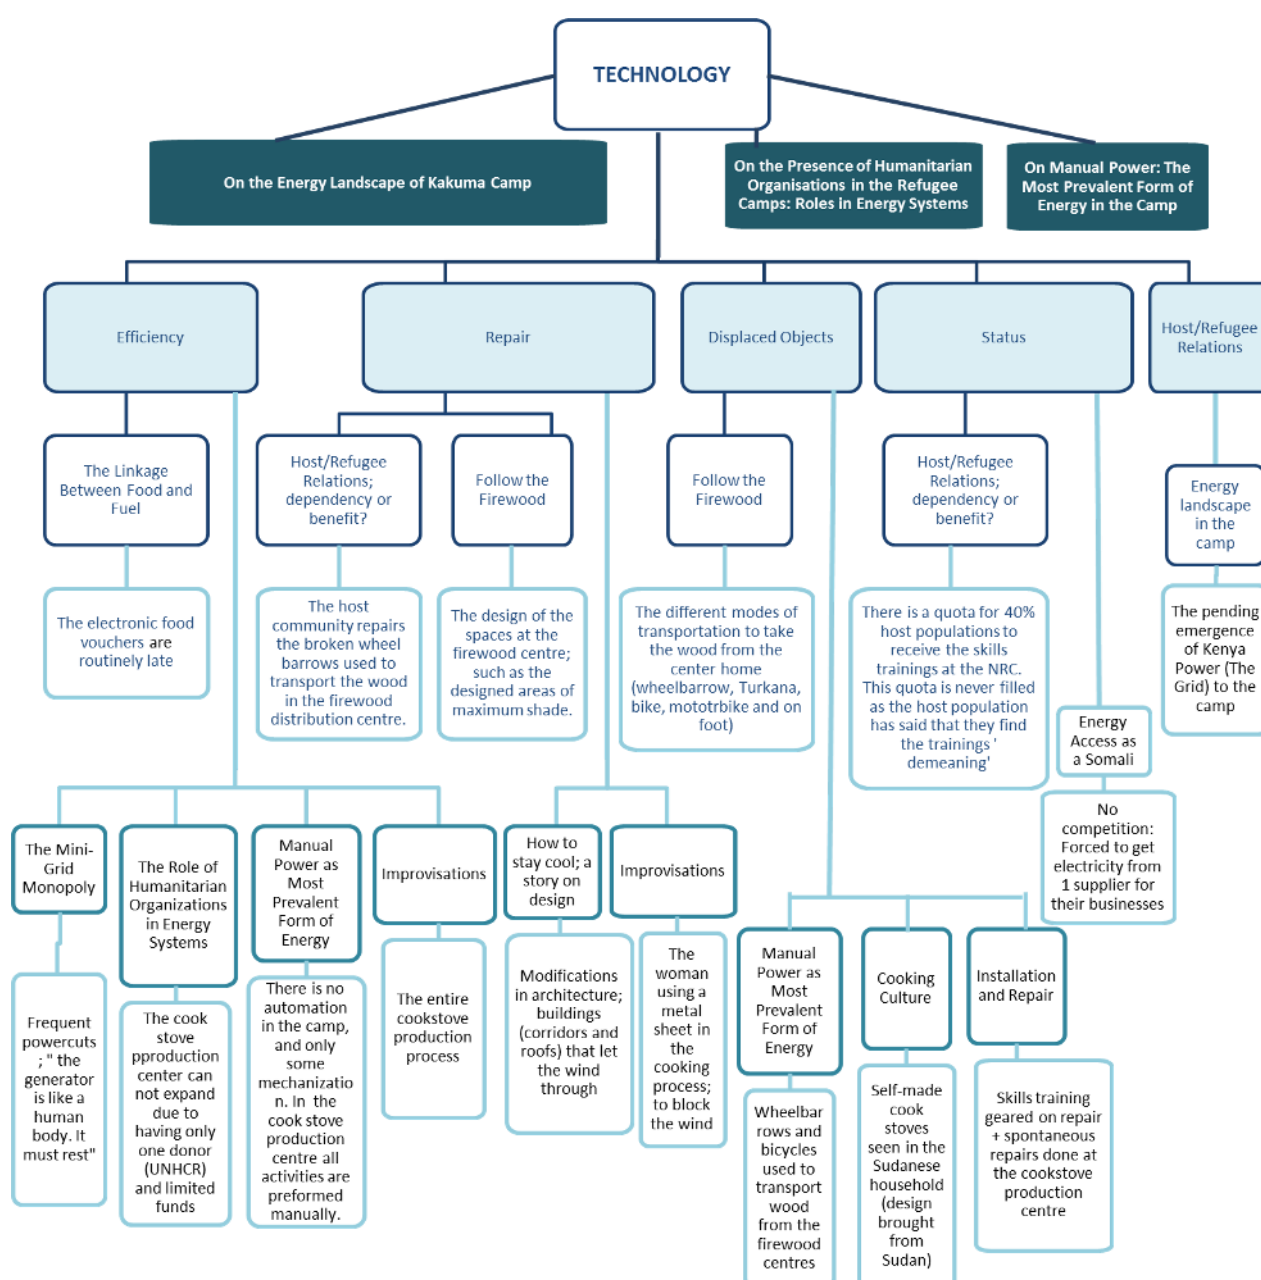 TECHNOLOGY
On the Energy Landscape of Kakuma Camp
On the Presence of Humanitarian
Organisations in the Refugee
Camps: Roles in Energy Systems
On Manual Power: The
Most Prevalent Form of
Energy in the Camp
Efficiency
Repair
Displaced Objects
Status
Host/Refugee
Relations
The Linkage
Between Food and
Fuel
Host/Refugee
Relations;
dependency or
benefit?
Follow the
Firewood
Follow the
Firewood
Host/Refugee
Relations;
dependency or
benefit?
Energy
landscape
in the
camp
The electronic food
vouchers are
routinely late
The host
community repairs
the broken wheel
barrows used to
transport the wood
in the firewood
distribution centre.
The design of the
spaces at the
firewood centre;
such as the
designed areas of
maximum shade.
The different modes of
transportation to take
the wood from the
center home
(wheelbarrow, Turkana,
bike, mototrbike and on
foot)
There is a quota for 40%
host populations to
receive the skills
trainings at the NRC.
This quota is never filled
as the host population
has said that they find
the trainings '
demeaning'
The pending
emergence
of Kenya
Power (The
Grid) to the
camp
Energy
Access as
a Somali
No
competition:
Forced to get
electricity from
1 supplier for
their businesses
The Mini-
Grid
Monopoly
The Role of
Humanitarian
Organizations
in Energy
Systems
Manual
Power as
Most
Prevalent
Form of
Energy
Improvisations
How to
stay cool; a
story on
design
Improvisations
Frequent
powercuts
; " the
generator
is like a
human
body. It
must rest"
The cook
stove
pproduction
center can
not expand
due to
having only
one donor
(UNHCR)
and limited
funds
There is no
automation
in the camp,
and only
some
mechanizatio
n. In  the
cook stove
production
centre all
activities are
preformed
manually.
The entire
cookstove
production
process
Modifications
in architecture;
buildings
(corridors and
roofs) that let
the wind
through
The
woman
using a
metal
sheet in
the
cooking
process;
to block
the wind
Manual
Power as
Most
Prevalent
Form of
Energy
Cooking
Culture
Installation
and Repair
Wheelbar
rows and
bicycles
used to
transport
wood
from the
firewood
centres
Self-made
cook
stoves
seen in the
Sudanese
household
(design
brought
from
Sudan)
Skills training
geared on repair
+ spontaneous
repairs done at
the cookstove
production
centre